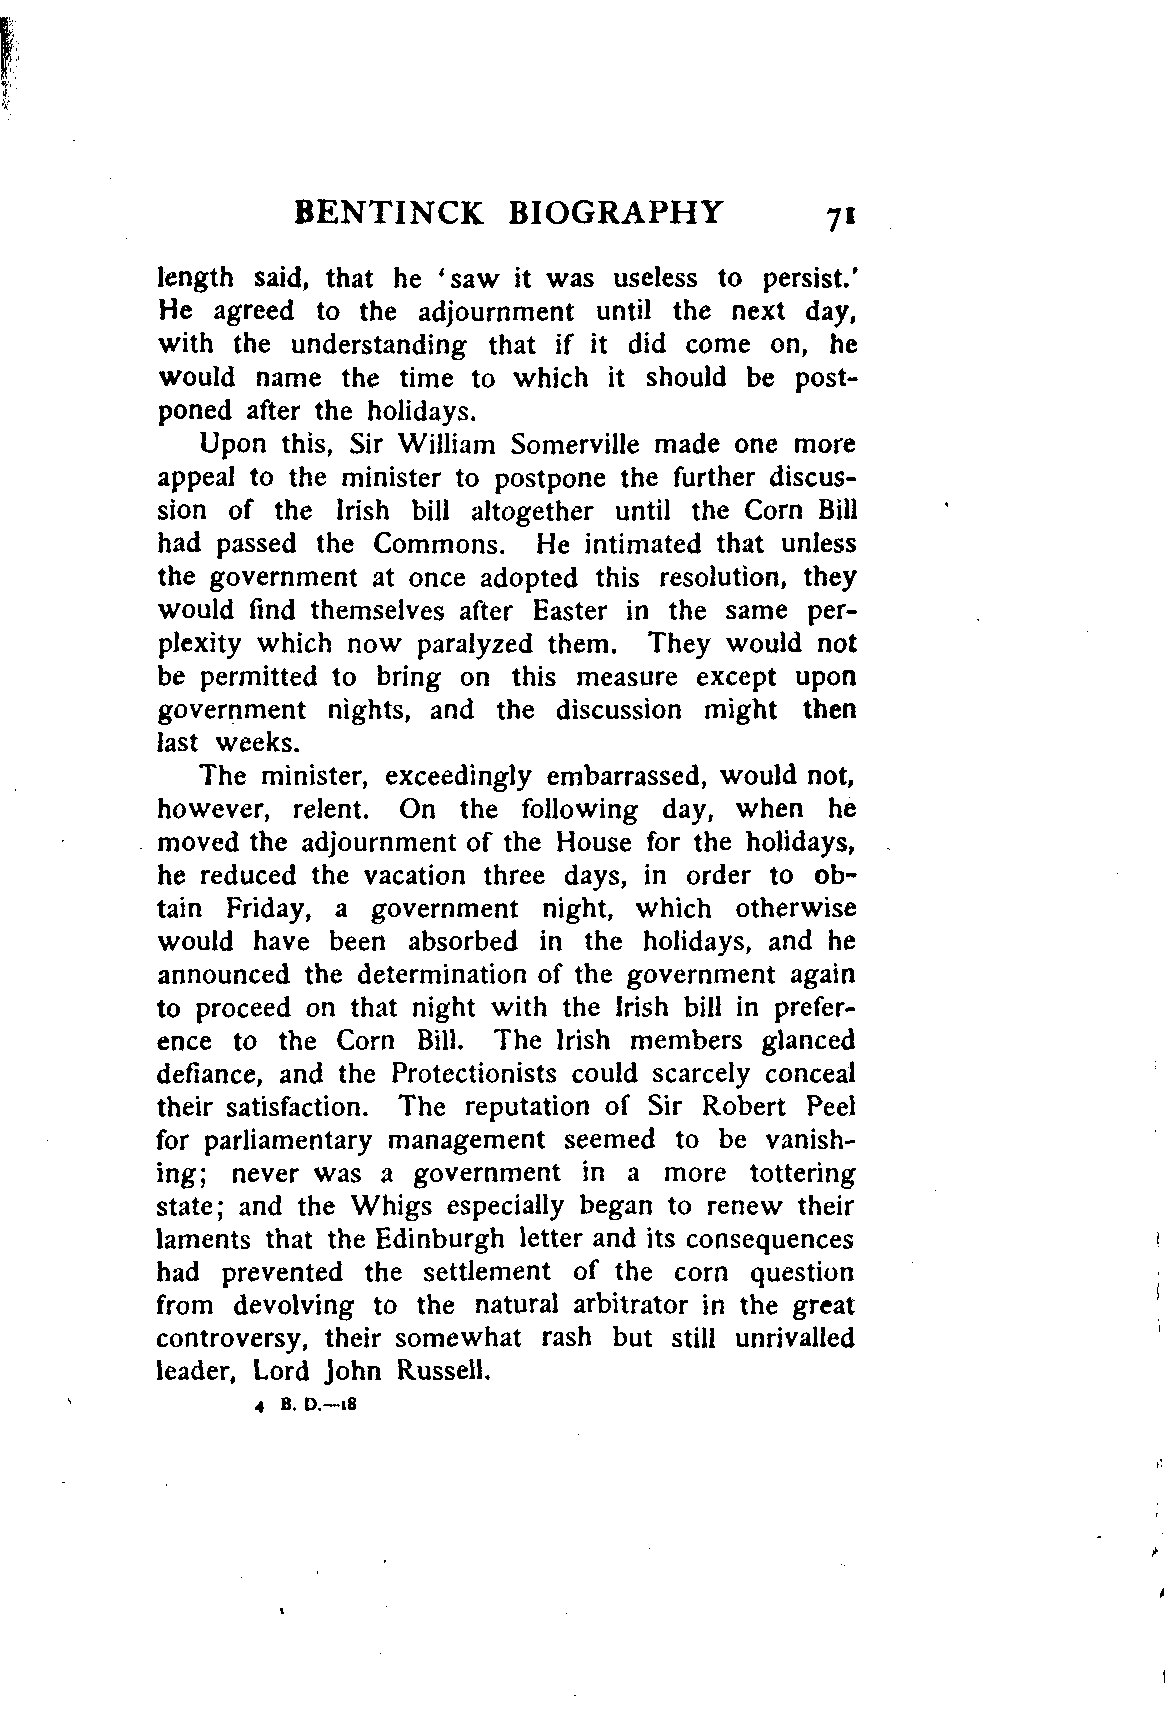 BENTINCK BIOGRAPHY 71
length said, that he ‘saw it was useless to persist.’
He agreed to the adjournment until the next day,
with the understanding that if it did come on, he
would name the time to which it should be post-
poned after the holidays.
Upon this, Sir William Somerville made one more
appeal to the minister to postpone the further discus-
sion of the Irish bill altogether until the Corn Bill
had passed the Commons. He intimated that unless
the government at once adopted this resolution, they
would find themselves after Easter in the same per-
plexity which now paralyzed them. They would not
be permitted to bring on this measure except upon
government nights, and the discussion might then
last weeks.
The minister, exceedingly embarrassed, would not,
however, relent. On the following day, when he
moved the adjournment of the House for the holidays,
he reduced the vacation three days, in order to ob-
tain Friday, a government night, which otherwise
would have been absorbed in the holidays, and he
announced the determination of the government again
to proceed on that night with the Irish bill in prefer-
ence to the Corn Bill. The Irish members glanced
defiance, and the Protectionists could scarcely conceal
their satisfaction. The reputation of Sir Robert Peel
for parliamentary management seemed to be vanish-
ing; never was a government in a more tottering
state; and the Whigs especially began to renew their
laments that the Edinburgh letter and its consequences
had prevented the settlement of the corn question
from devolving to the natural arbitrator in the great
controversy, their somewhat rash but still unrivalled
leader, Lord John Russell.
4 B. D.—18